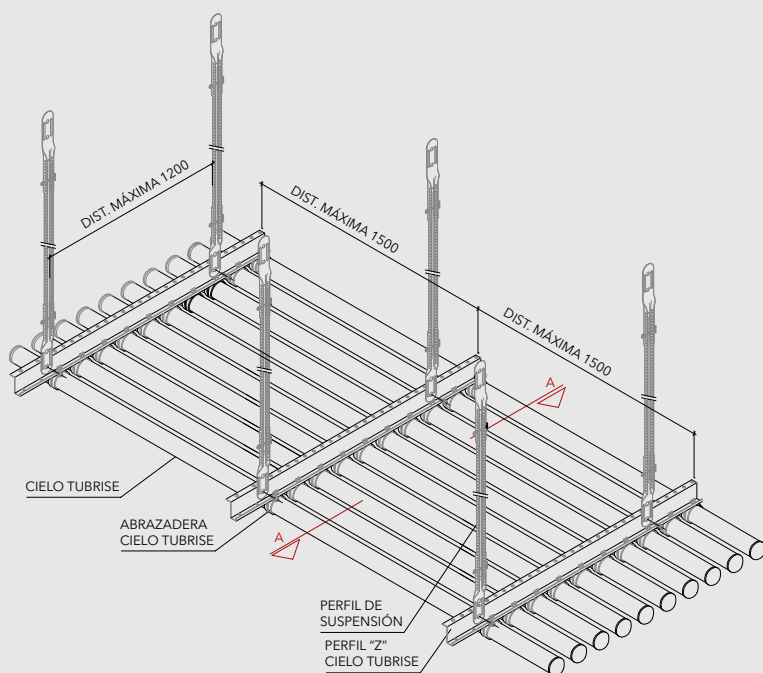 DIST. MÁXIMA 1200
DIST. MÁXIMA 1500
DIST. MÁXIMA 1500
A
CIELO TUBRISE
ABRAZADERA
CIELO TUBRISE
A
PERFIL DE
SUSPENSIÓN
PERFIL “Z”
CIELO TUBRISE